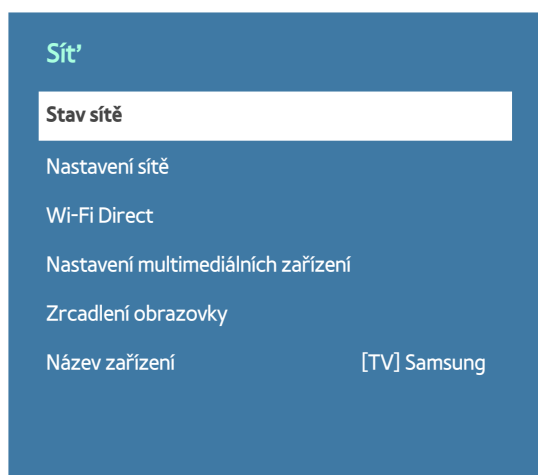 Síť
Stav sítě
Nastavení sítě
Wi-Fi Direct
Nastavení multimediálních zařízení
Zrcadlení obrazovky
Název zařízení [TV] Samsung